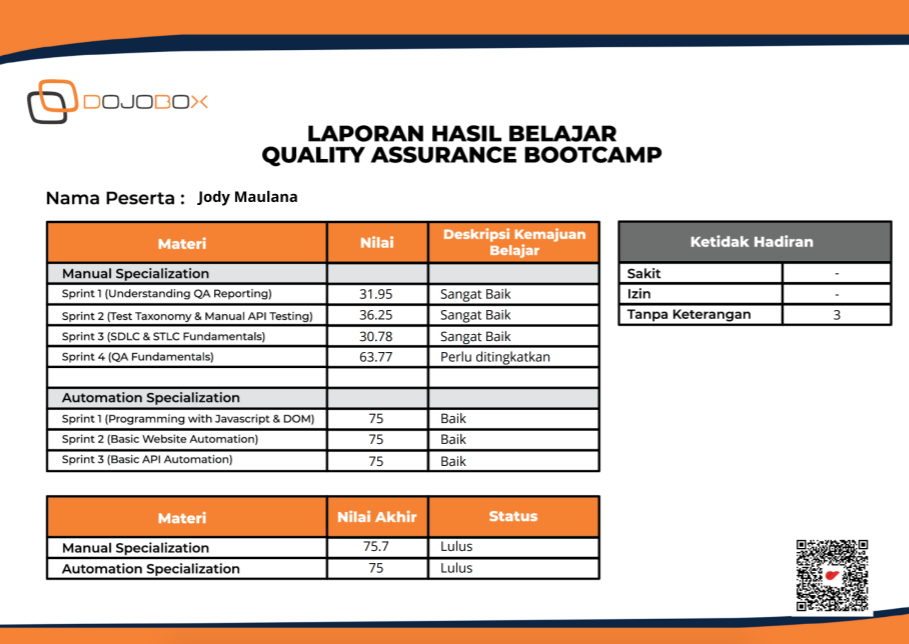 DOJOBOX
LAPORAN HASIL BELAJAR
QUALITY ASSURANCE BOOTCAMP
Nama Peserta : Jody Maulana
Materi Nilai Deskripsi Kemajuan
Belajar
Manual Specialization
Sprint 1 (Understanding QA Reporting) 31.95 Sangat Baik
Sprint 2 (Test Taxonomy & Manual API Testing) 36.25 Sangat Baik
Sprint 3 (SDLC & STLC Fundamentals) 30.78 Sangat Baik
Sprint 4 (QA Fundamentals) 63.77 Perlu ditingkatkan
Automation Specialization
Sprint 1 (Programming with Javascript & DOM) 75 Baik
Sprint 2 (Basic Website Automation) 75 Baik
Sprint 3 (Basic API Automation) 75 Baik
Ketidak Hadiran
Sakit -
Izin -
Tanpa Keterangan 3
Materi Nilai Akhir Status
Manual Specialization 75.7 Lulus
Automation Specialization 75 Lulus